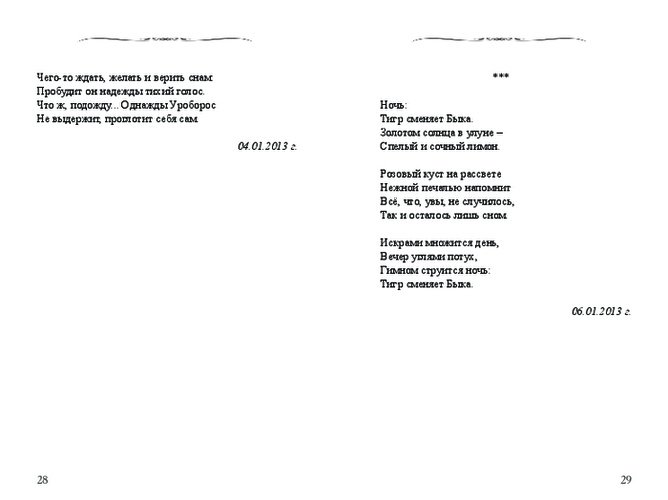 Чего-то ждать, желать и верить снам
Пробудит он надежды тихий голос.
Что ж, подожду... Однажды Уроборос
Не выдержит, проглотит себя сам.
04.01.2013 г.
28
***
Ночь:
Тигр сменяет Быка.
Золотом солнца в улуне –
Спелый и сочный лимон.
Розовый куст на рассвете
Нежной печалью напомнит
Всё, что, увы, не случилось,
Так и осталось лишь сном.
Искрами множится день,
Вечер углями потух,
Гимном струится ночь:
Тигр сменяет Быка.
06.01.2013 г.
29